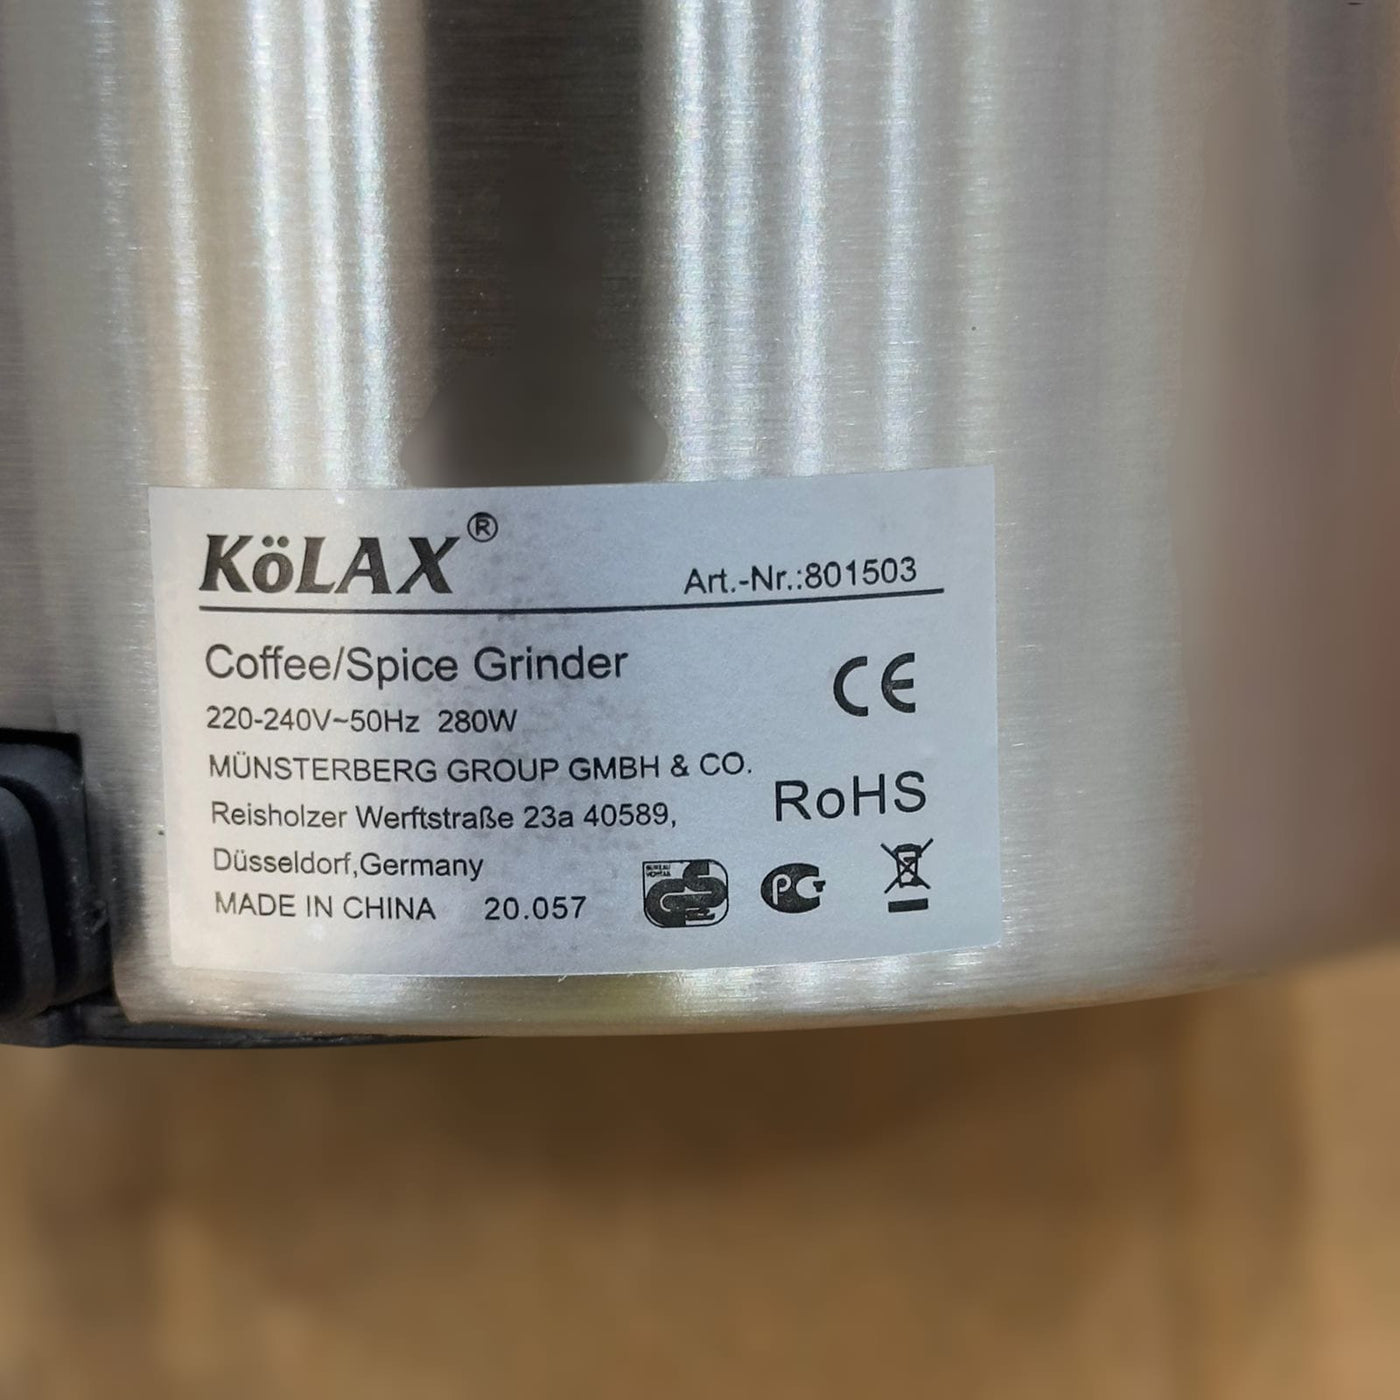 KöLAX®
Art.-Nr.:801503
Coffee/Spice Grinder
CE
220-240V~50Hz 280W
MÜNSTERBERG GROUP GMBH & CO.
RoHS
Reisholzer Werftstraße 23a 40589,
Düsseldorf,Germany
MADE IN CHINA 20.057